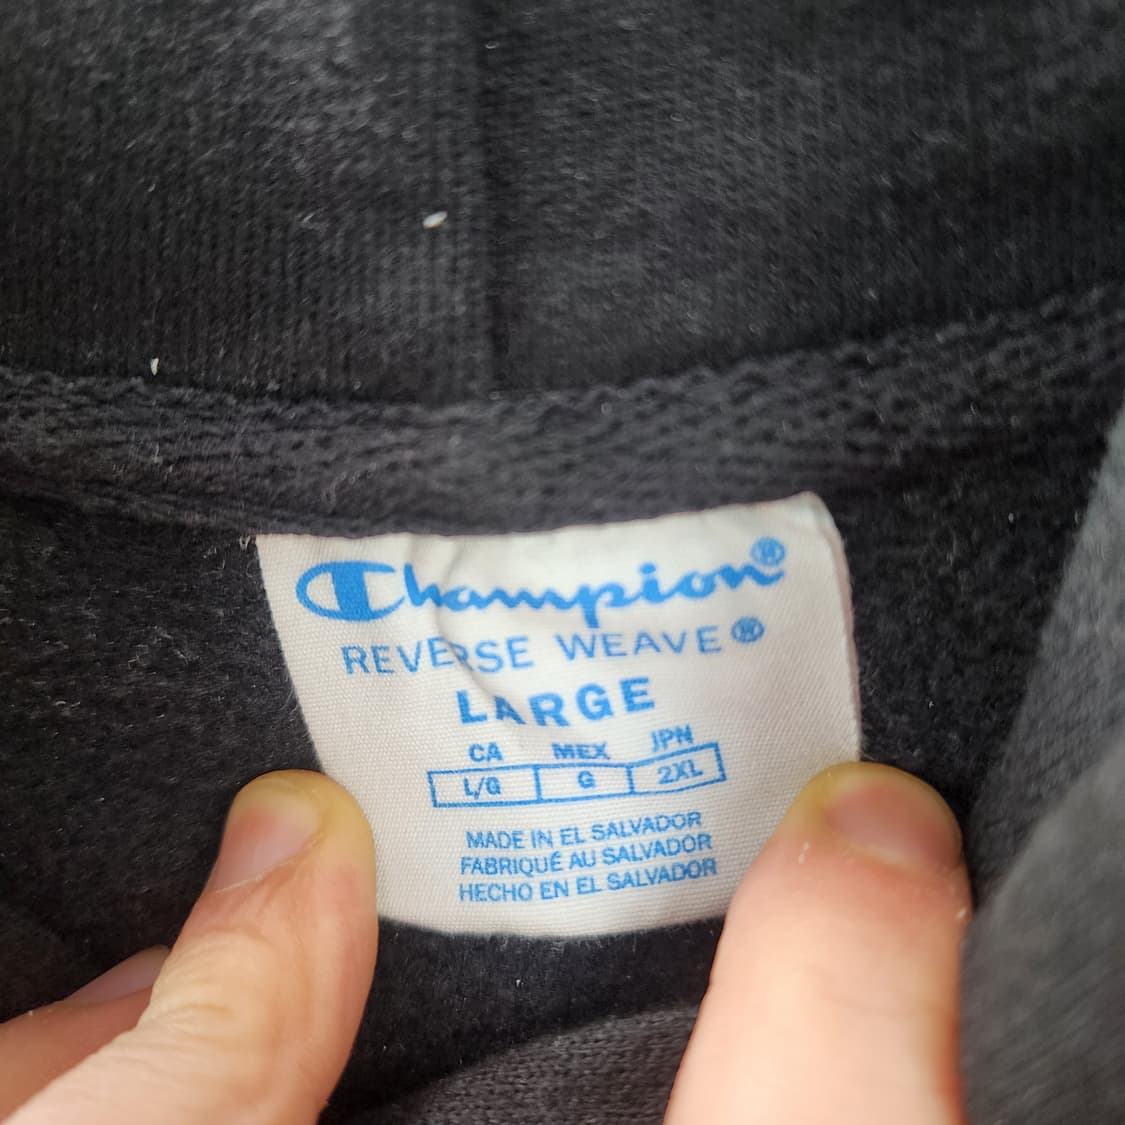 Champion®
REVERSE WEAVE®
LARGE
CA MEX JPN
L/G G 2XL
MADE IN EL SALVADOR
FABRIQUÉ AU SALVADOR
HECHO EN EL SALVADOR